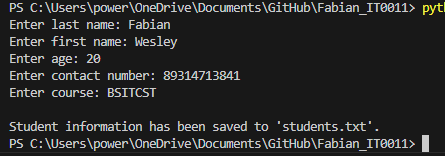 PS C:\Users\power\OneDrive\Documents\GitHub\Fabian_IT0011> pyth
Enter last name: Fabian
Enter first name: Wesley
Enter age: 20
Enter contact number: 89314713841
Enter course: BSITCST
Student information has been saved to 'students.txt'.
PS C:\Users\power\OneDrive\Documents\GitHub\Fabian_IT0011>